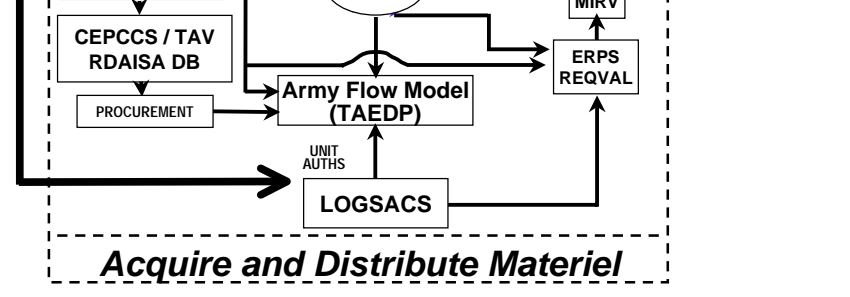 MIRV
CEPCCS / TAV
RDAISA DB
ERPS
REQVAL
Army Flow Model
(TAEDP)
PROCUREMENT
UNIT
AUTHS
LOGSACS
Acquire and Distribute Materiel